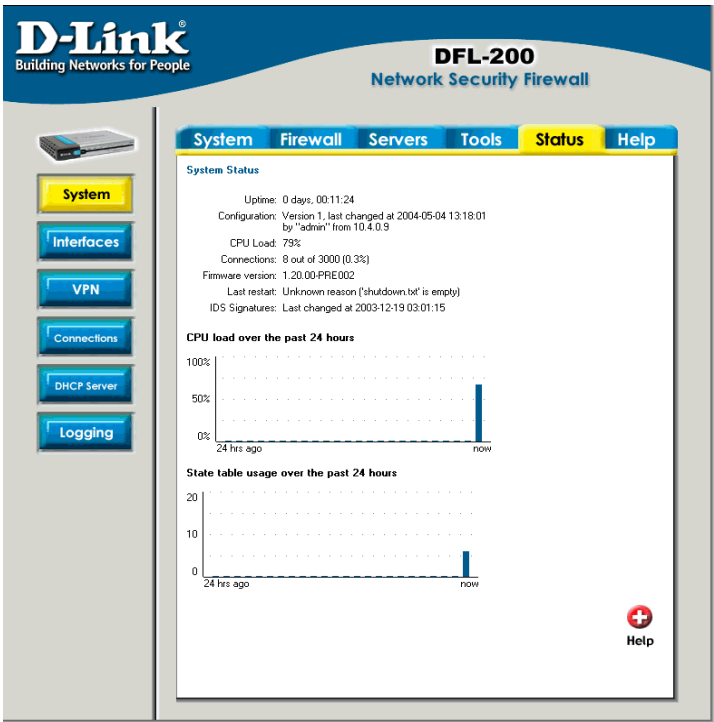 D-Link®
Building Networks for People
DFL-200
Network Security Firewall
System Firewall Servers Tools Status Help
System
Interfaces
VPN
Connections
DHCP Server
Logging
System Status
Uptime: 0 days, 00:11:24
Configuration: Version 1, last changed at 2004-05-04 13:18:01
by "admin" from 10.4.0.9
CPU Load: 79%
Connections: 8 out of 3000 (0.3%)
Firmware version: 1.20.00-PRE002
Last restart: Unknown reason ('shutdown.txt' is empty)
IDS Signatures: Last changed at 2003-12-19 03:01:15
CPU load over the past 24 hours
100%
50%
0%
24 hrs ago now
State table usage over the past 24 hours
20
10
0
24 hrs ago now
Help